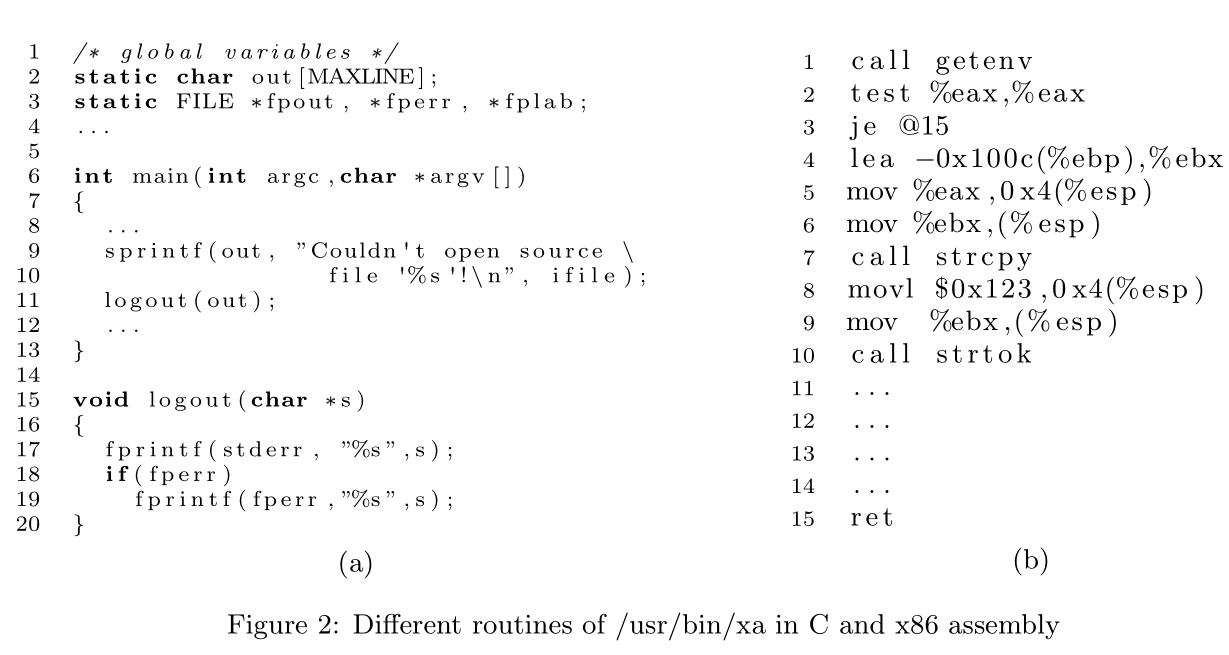 1 /* global variables */
2 static char out[MAXLINE];
3 static FILE *fpout, *fperr, *fplab;
4 ...
5
6 int main(int argc,char *argv[])
7 {
8 ...
9 sprintf(out, ”Couldn't open source \
10 file '%s'!\n”, ifile);
11 logout(out);
12 ...
13 }
14
15 void logout(char *s)
16 {
17 fprintf(stderr, ”%s”,s);
18 if(fperr)
19 fprintf(fperr,”%s”,s);
20 }
(a)
1 call getenv
2 test %eax,%eax
3 je @15
4 lea −0x100c(%ebp),%ebx
5 mov %eax,0x4(%esp)
6 mov %ebx,(%esp)
7 call strcpy
8 movl $0x123,0x4(%esp)
9 mov %ebx,(%esp)
10 call strtok
11 ...
12 ...
13 ...
14 ...
15 ret
(b)
Figure 2: Different routines of /usr/bin/xa in C and x86 assembly